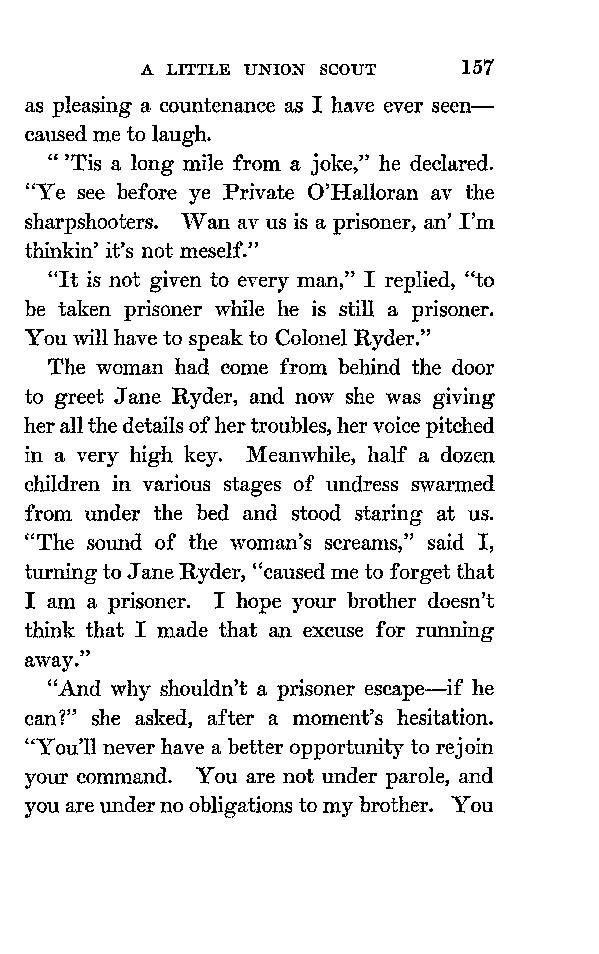 A LITTLE UNION SCOUT 157
as pleasing a countenance as I have ever seen—
caused me to laugh.
“ ’Tis a long mile from a joke,” he declared.
“Ye see before ye Private O’Halloran av the
sharpshooters. Wan av us is a prisoner, an’ I’m
thinkin’ it’s not meself.”
“It is not given to every man,” I replied, “to
be taken prisoner while he is still a prisoner.
You will have to speak to Colonel Ryder.”
The woman had come from behind the door
to greet Jane Ryder, and now she was giving
her all the details of her troubles, her voice pitched
in a very high key. Meanwhile, half a dozen
children in various stages of undress swarmed
from under the bed and stood staring at us.
“The sound of the woman’s screams,” said I,
turning to Jane Ryder, “caused me to forget that
I am a prisoner. I hope your brother doesn’t
think that I made that an excuse for running
away.”
“And why shouldn’t a prisoner escape—if he
can?” she asked, after a moment’s hesitation.
“You’ll never have a better opportunity to rejoin
your command. You are not under parole, and
you are under no obligations to my brother. You